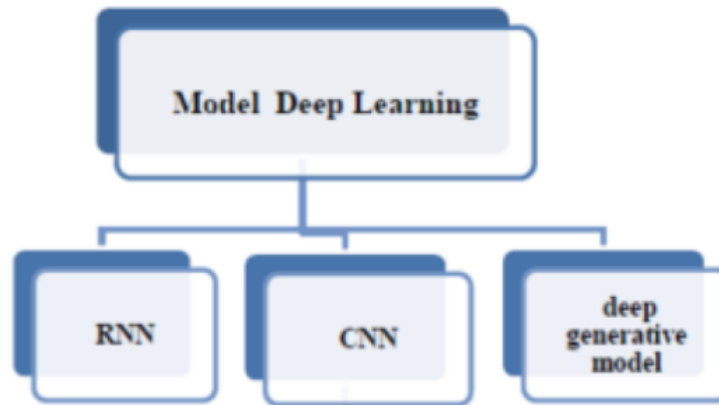 Model Deep Learning
RNN
CNN
deep
generative
model